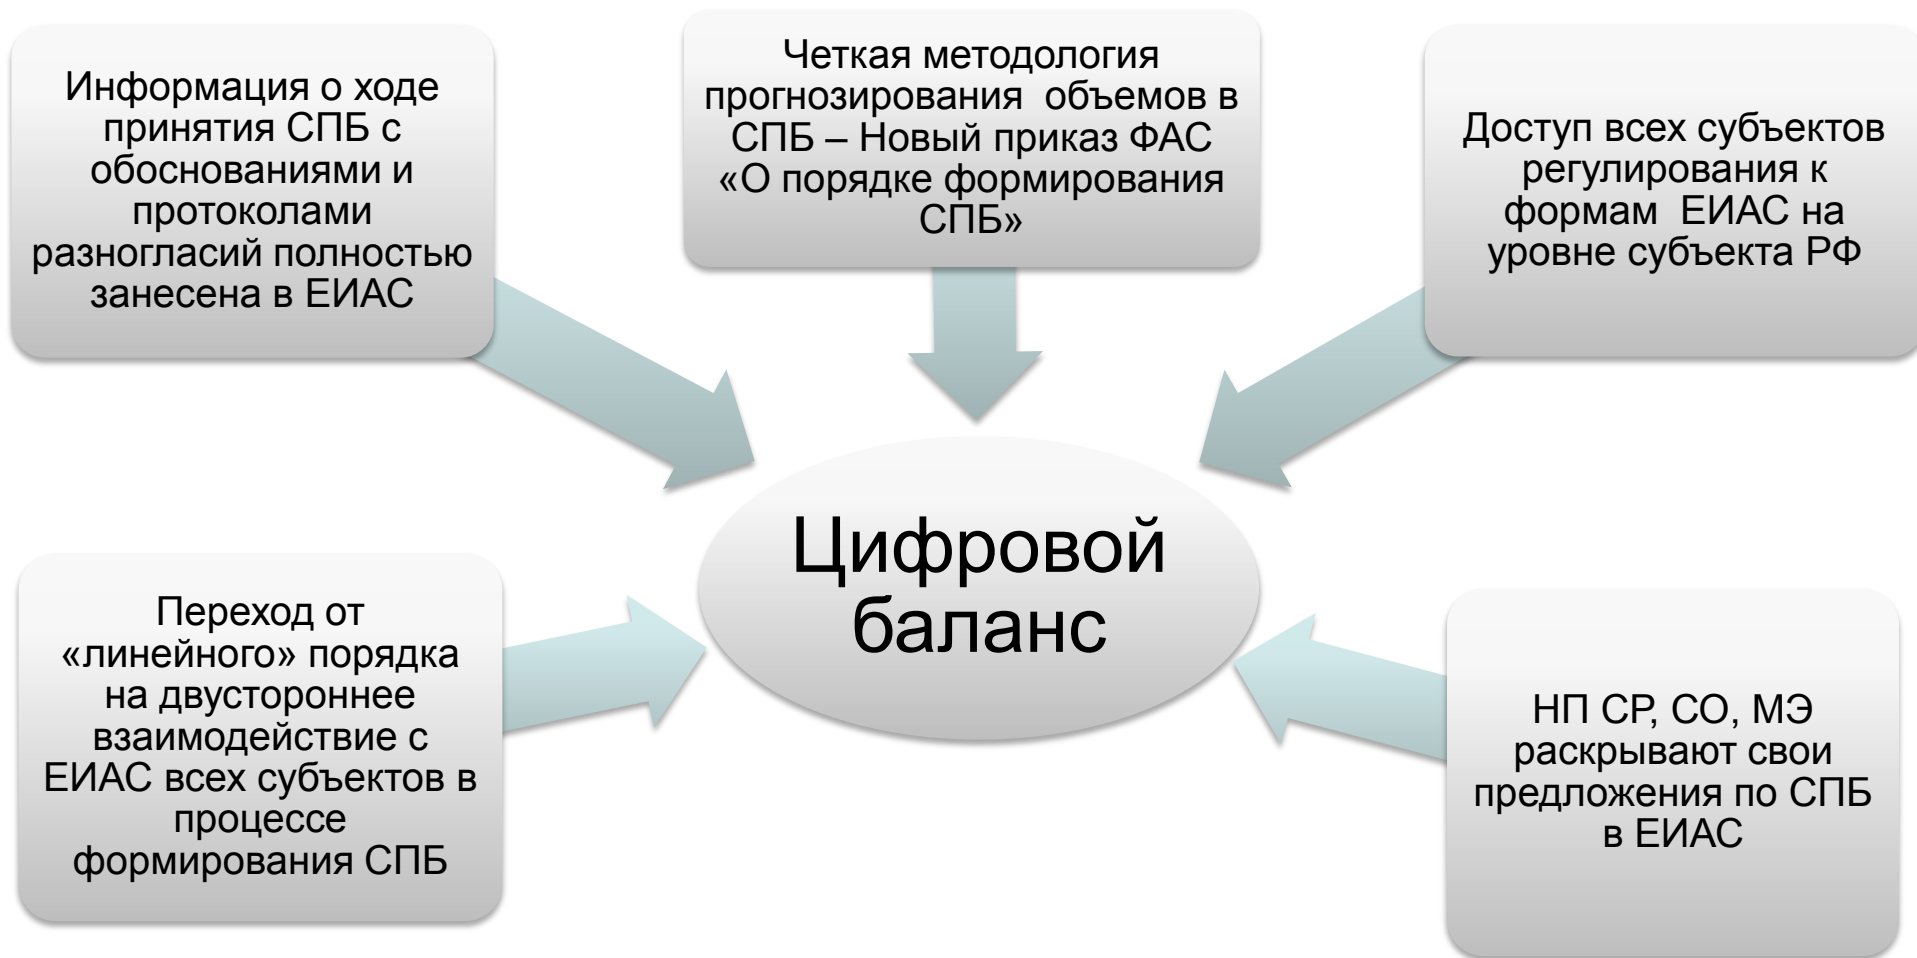 Информация о ходе
принятия СПБ с
обоснованиями и
протоколами
разногласий полностью
занесена в ЕИАС
Четкая методология
прогнозирования объемов в
СПБ – Новый приказ ФАС
«О порядке формирования
СПБ»
Доступ всех субъектов
регулирования к
формам ЕИАС на
уровне субъекта РФ
Цифровой
баланс
Переход от
«линейного» порядка
на двустороннее
взаимодействие с
ЕИАС всех субъектов в
процессе
формирования СПБ
НП СР, СО, МЭ
раскрывают свои
предложения по СПБ
в ЕИАС